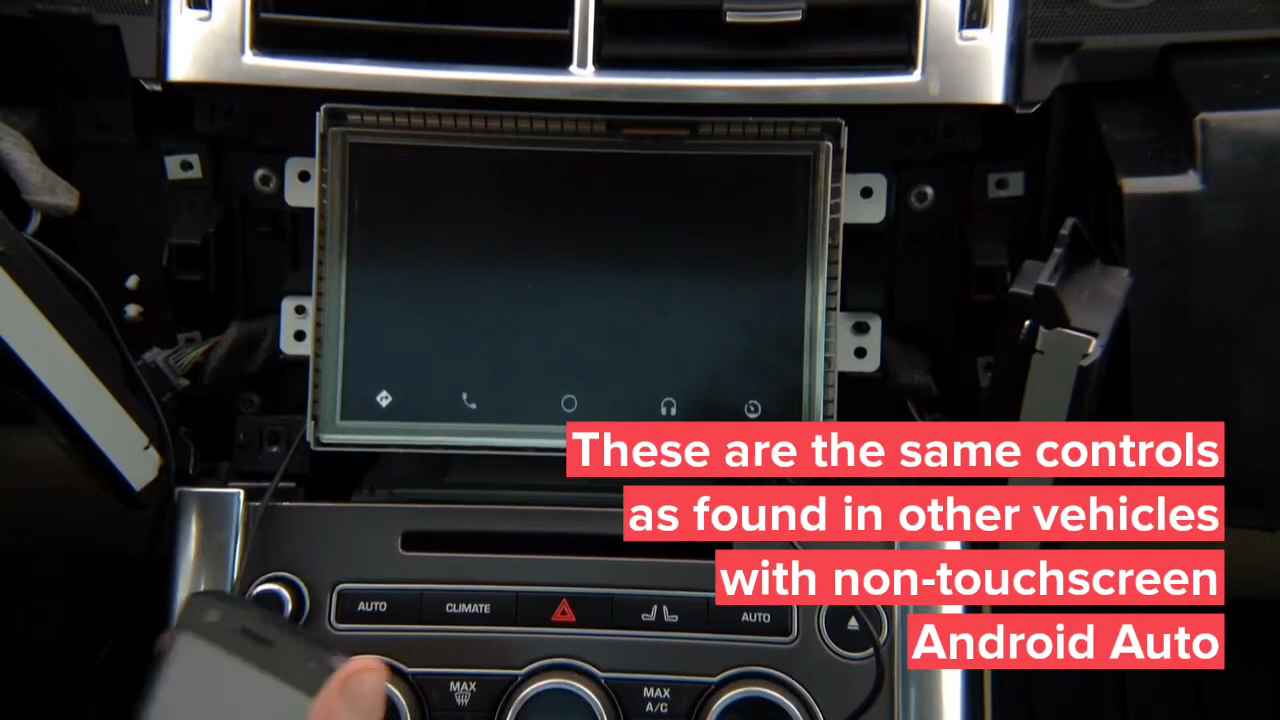 These are the same controls
as found in other vehicles
with non-touchscreen
Android Auto
AUTO
CLIMATE
AUTO
MAX
MAX
A/C